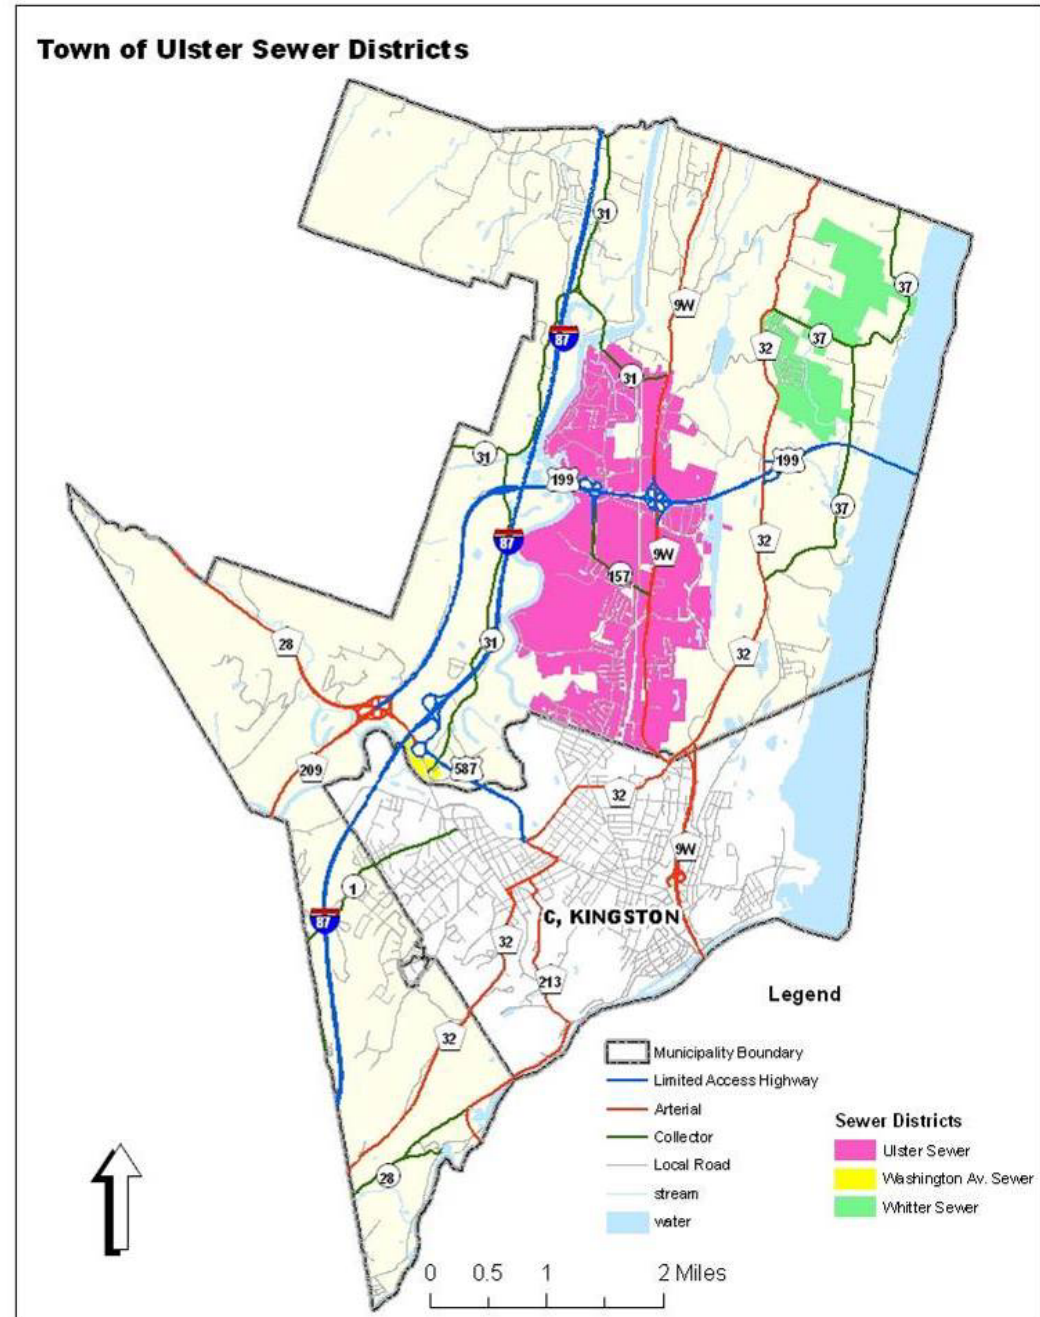 Town of Ulster Sewer Districts
31
37
9W
87
37
32
31
199
31
199
37
87
32
9W
157
28
31
32
209
587
32
9W
1
87
C, KINGSTON
32
213
32
28
Legend
Municipality Boundary
Limited Access Highway
Arterial
Collector
Local Road
stream
water
Sewer Districts
Ulster Sewer
Washington Av. Sewer
Whitter Sewer
0 0.5 1 2 Miles